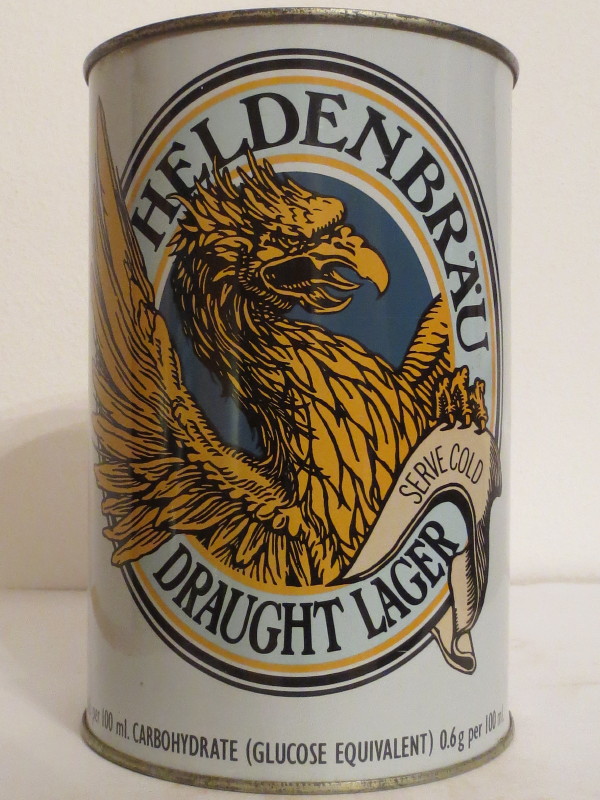 HELDENBRÄU
SERVE COLD
DRAUGHT LAGER
per 100 ml. CARBOHYDRATE (GLUCOSE EQUIVALENT) 0.6g per 100 ml.